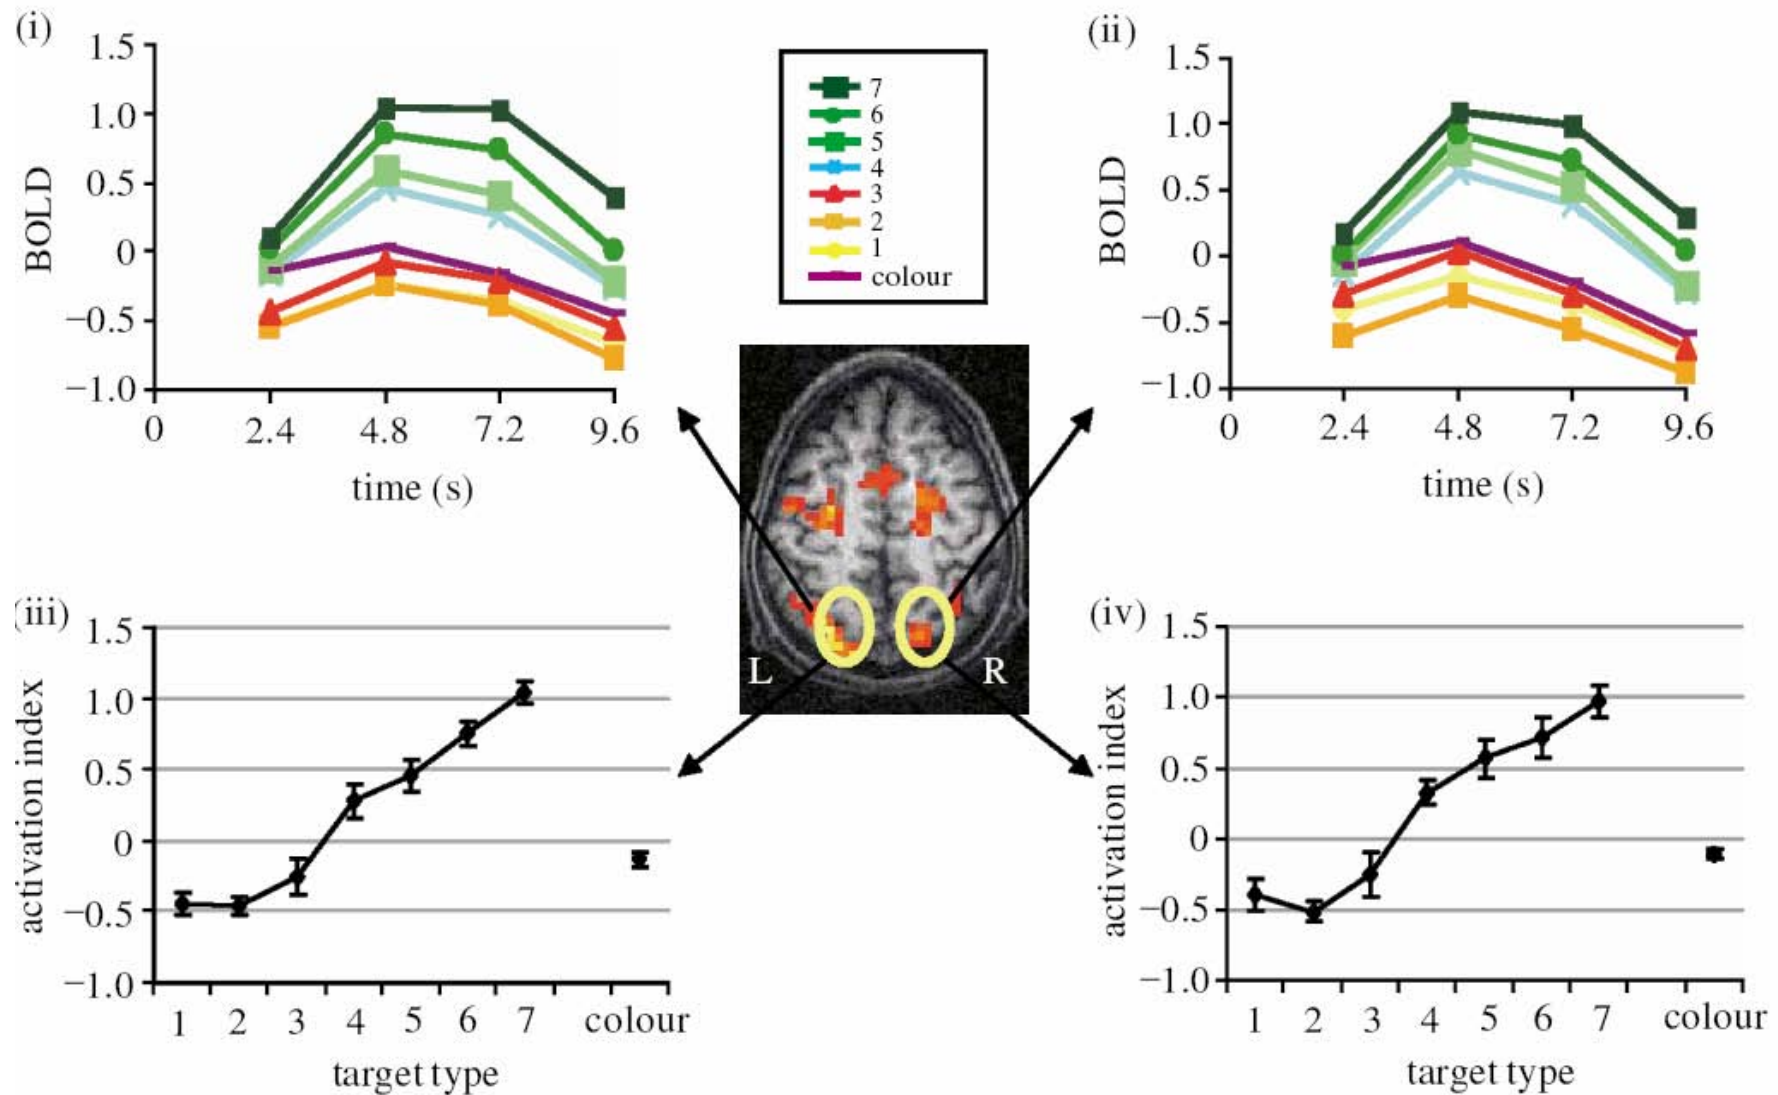 (i)
BOLD
1.5
1.0
0.5
0
−0.5
−1.0
0 2.4 4.8 7.2 9.6
time (s)
7
6
5
4
3
2
1
colour
(ii)
BOLD
1.5
1.0
0.5
0
−0.5
−1.0
0 2.4 4.8 7.2 9.6
time (s)
L R
(iii)
activation index
1.5
1.0
0.5
0
−0.5
−1.0
1 2 3 4 5 6 7 colour
target type
(iv)
activation index
1.5
1.0
0.5
0
−0.5
−1.0
1 2 3 4 5 6 7 colour
target type